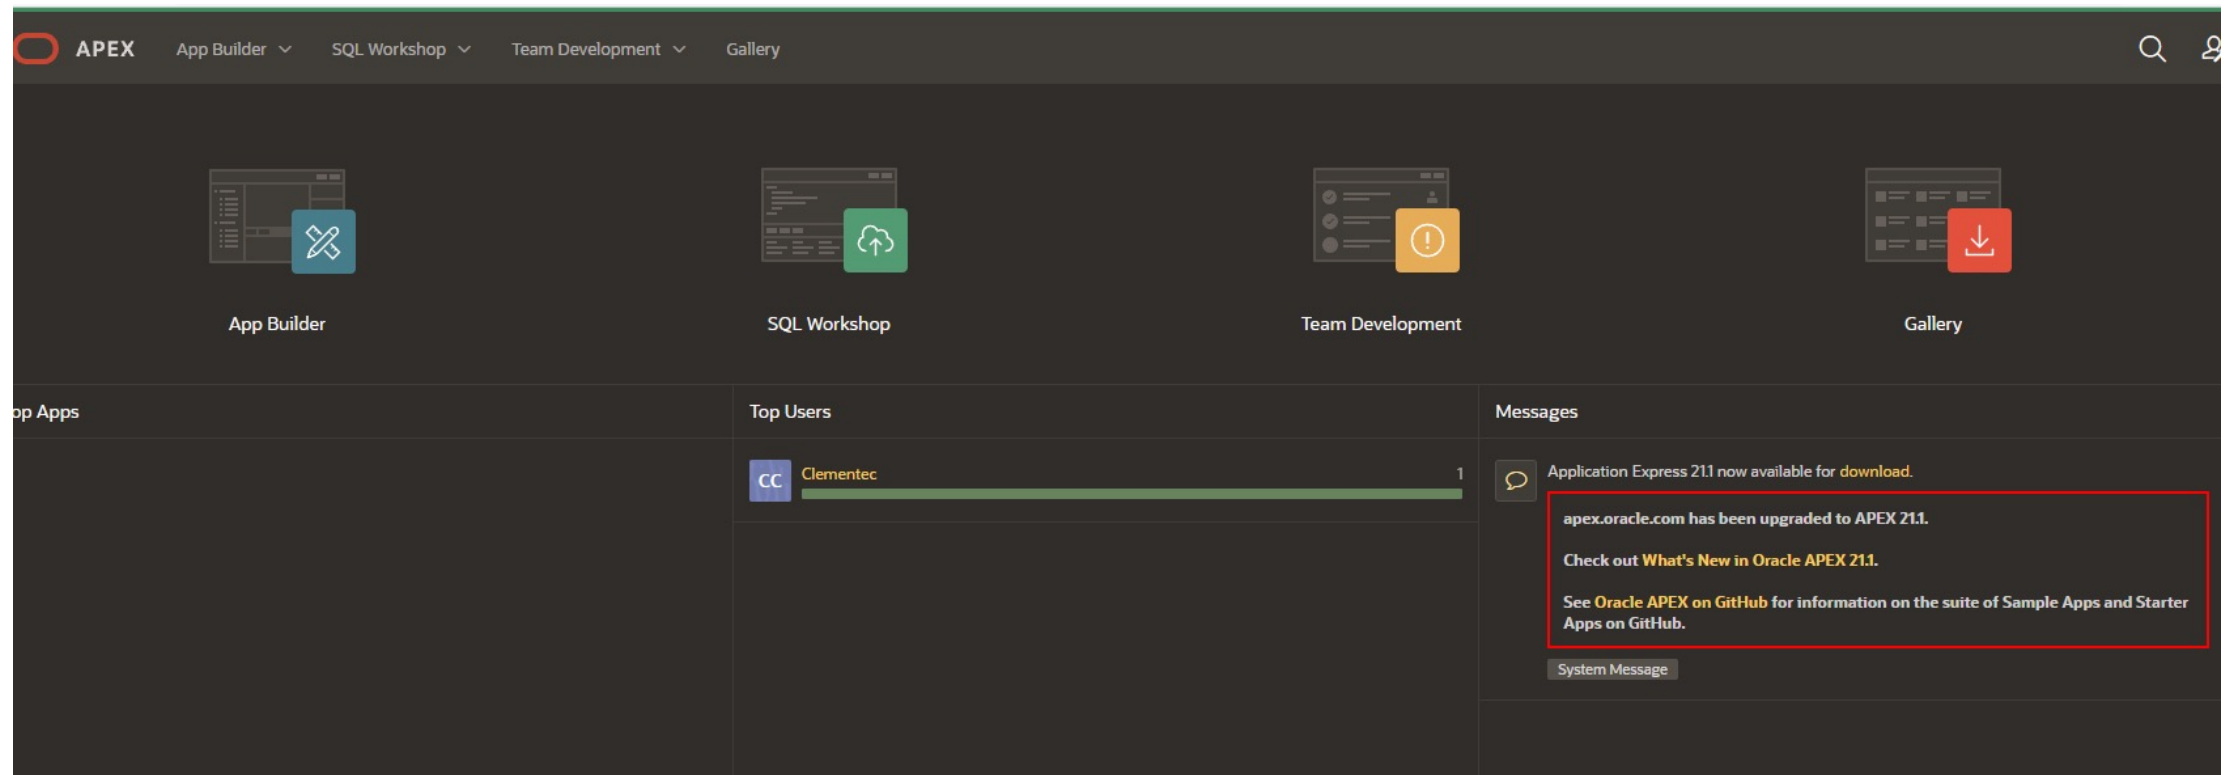 APEX App Builder SQL Workshop Team Development Gallery
App Builder SQL Workshop Team Development Gallery
op Apps
Top Users
Messages
CC Clementec 1
Application Express 21.1 now available for download.
apex.oracle.com has been upgraded to APEX 21.1.
Check out What's New in Oracle APEX 21.1.
See Oracle APEX on GitHub for information on the suite of Sample Apps and Starter
Apps on GitHub.
System Message